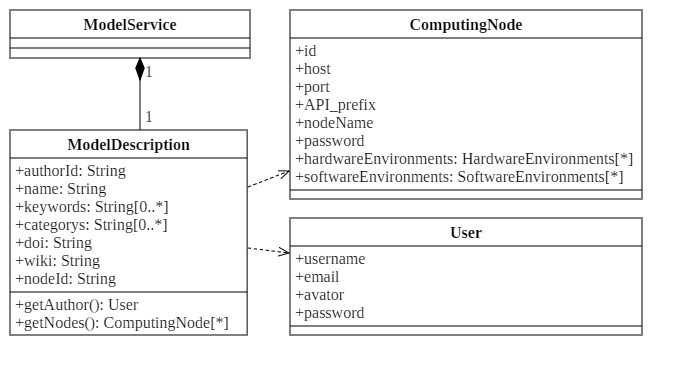 ModelService
1
1
ModelDescription
+authorId: String
+name: String
+keywords: String[0..*]
+categorys: String[0..*]
+doi: String
+wiki: String
+nodeId: String
+getAuthor(): User
+getNodes(): ComputingNode[*]
ComputingNode
+id
+host
+port
+API_prefix
+nodeName
+password
+hardwareEnvironments: HardwareEnvironments[*]
+softwareEnvironments: SoftwareEnvironments[*]
User
+username
+email
+avator
+password